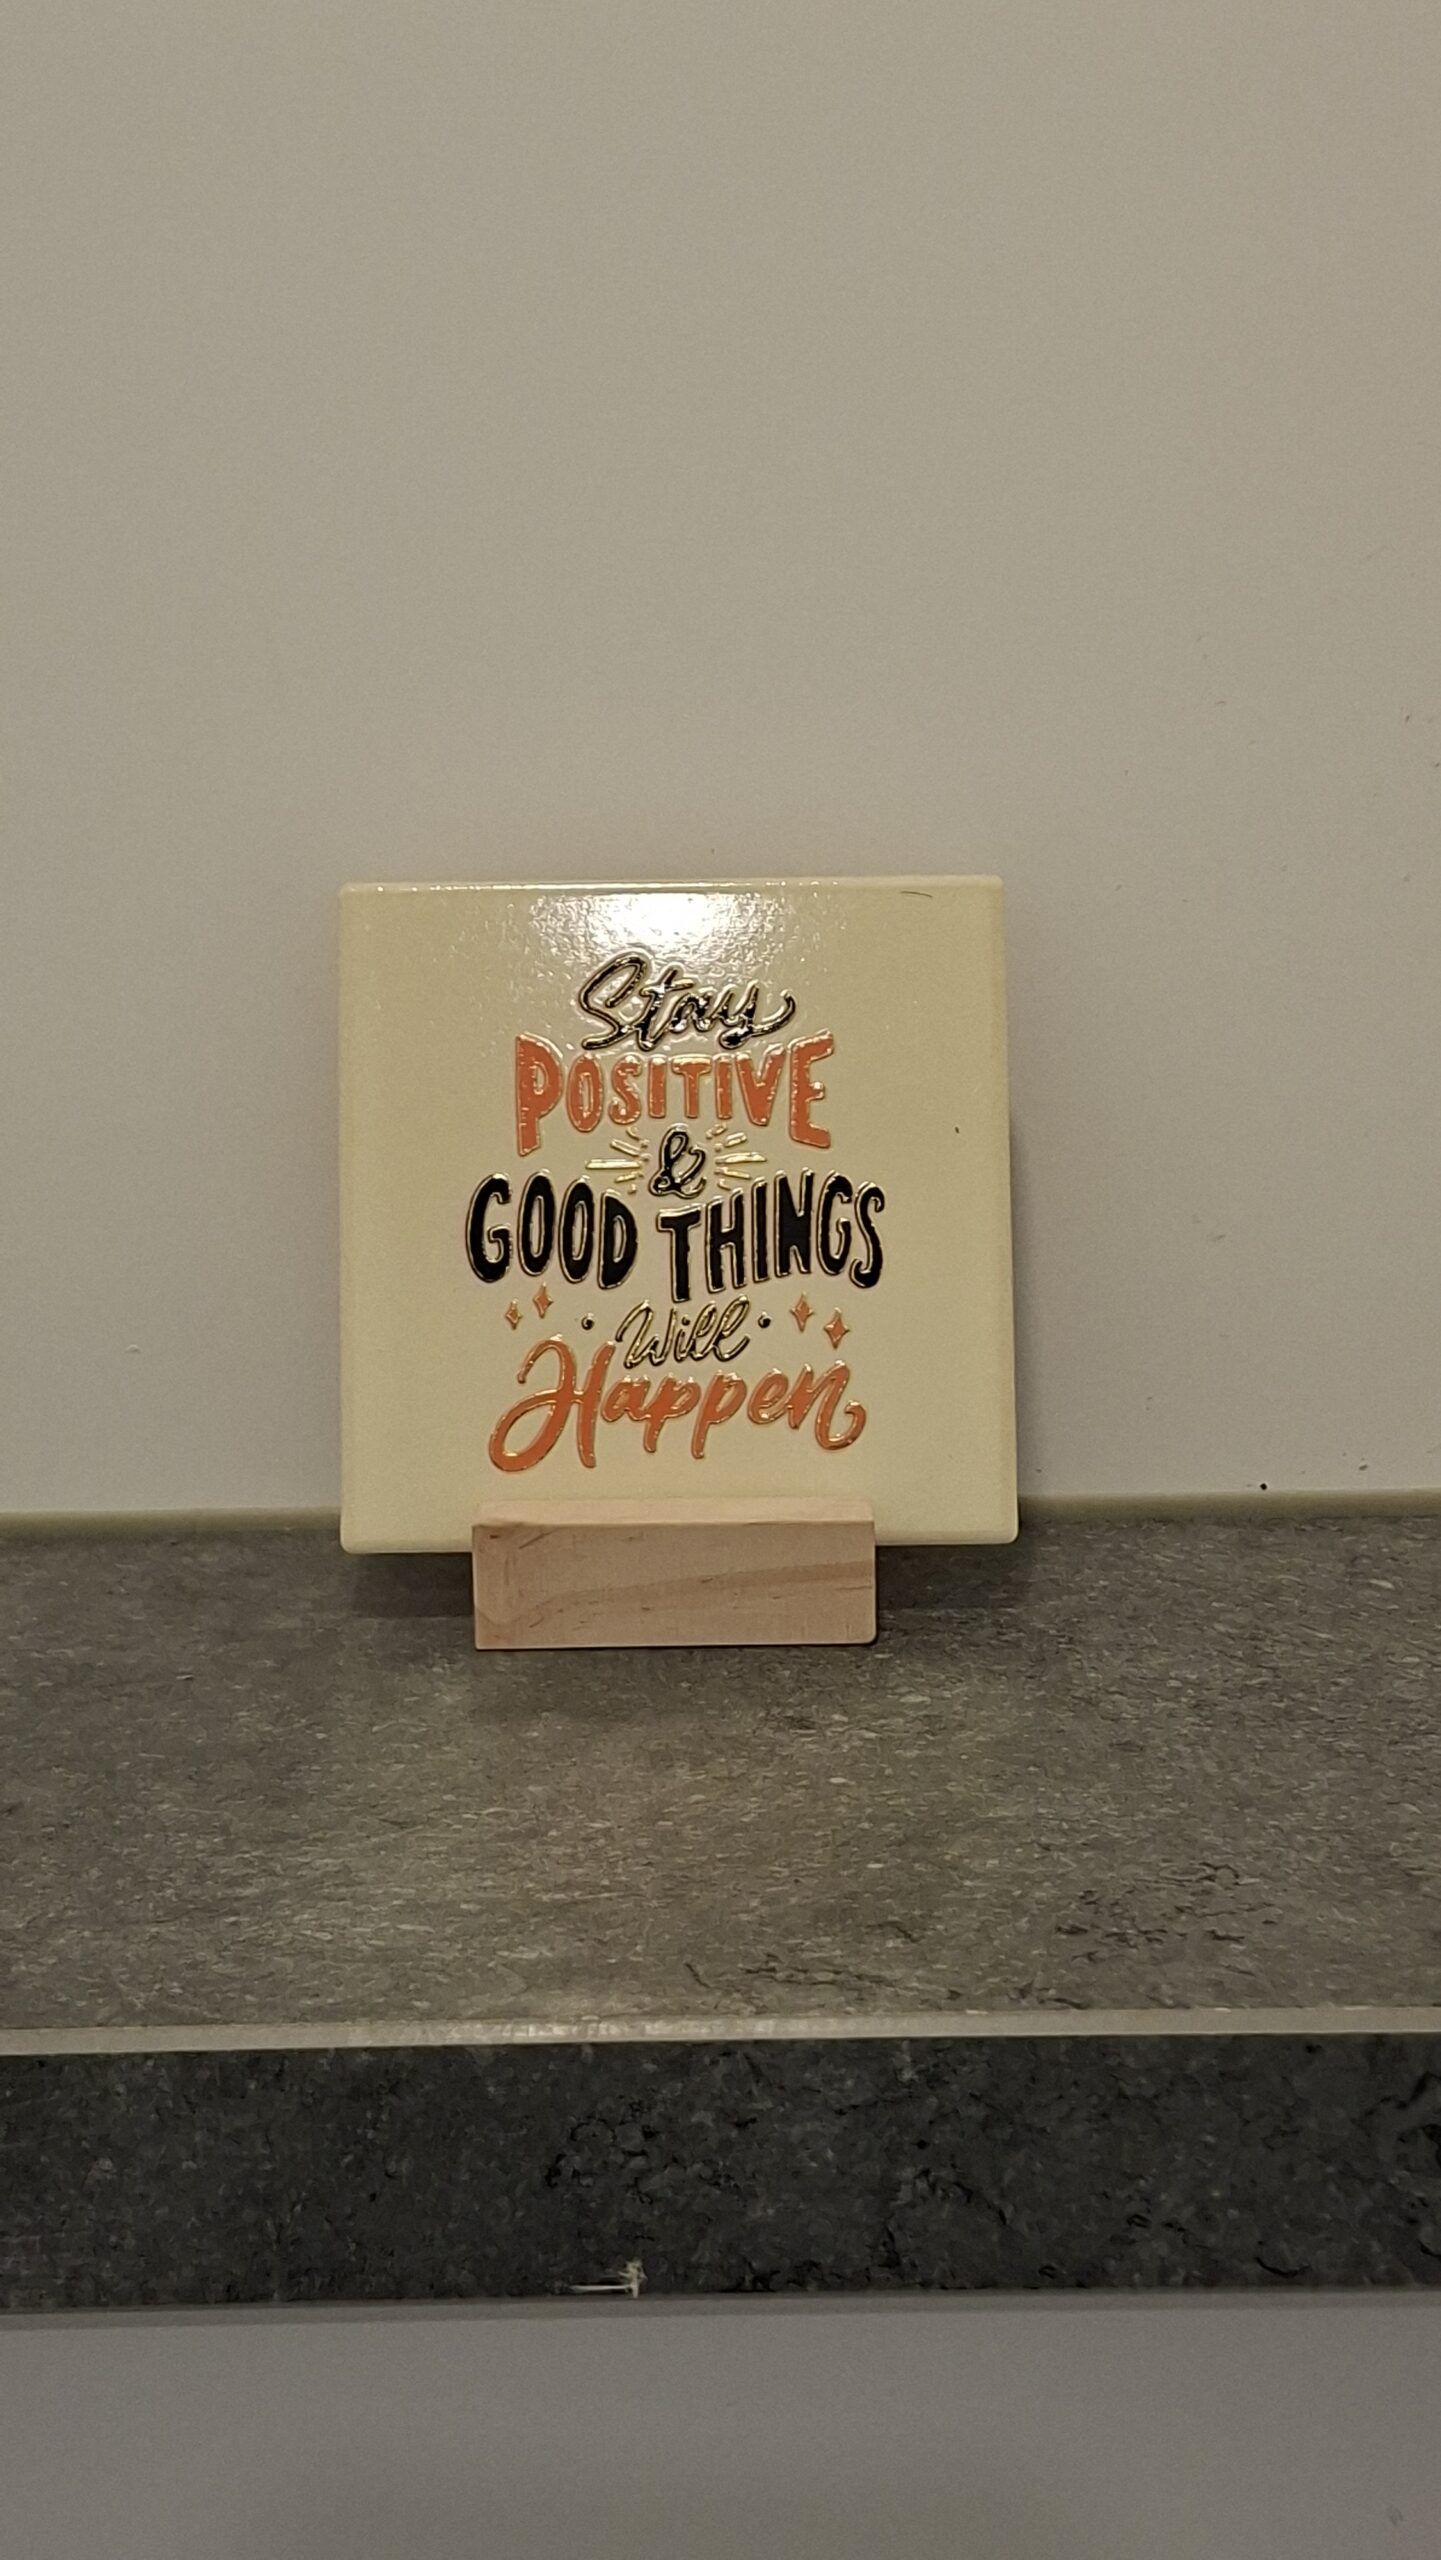 Stay
POSITIVE
&
GOOD THINGS
Will
Happen